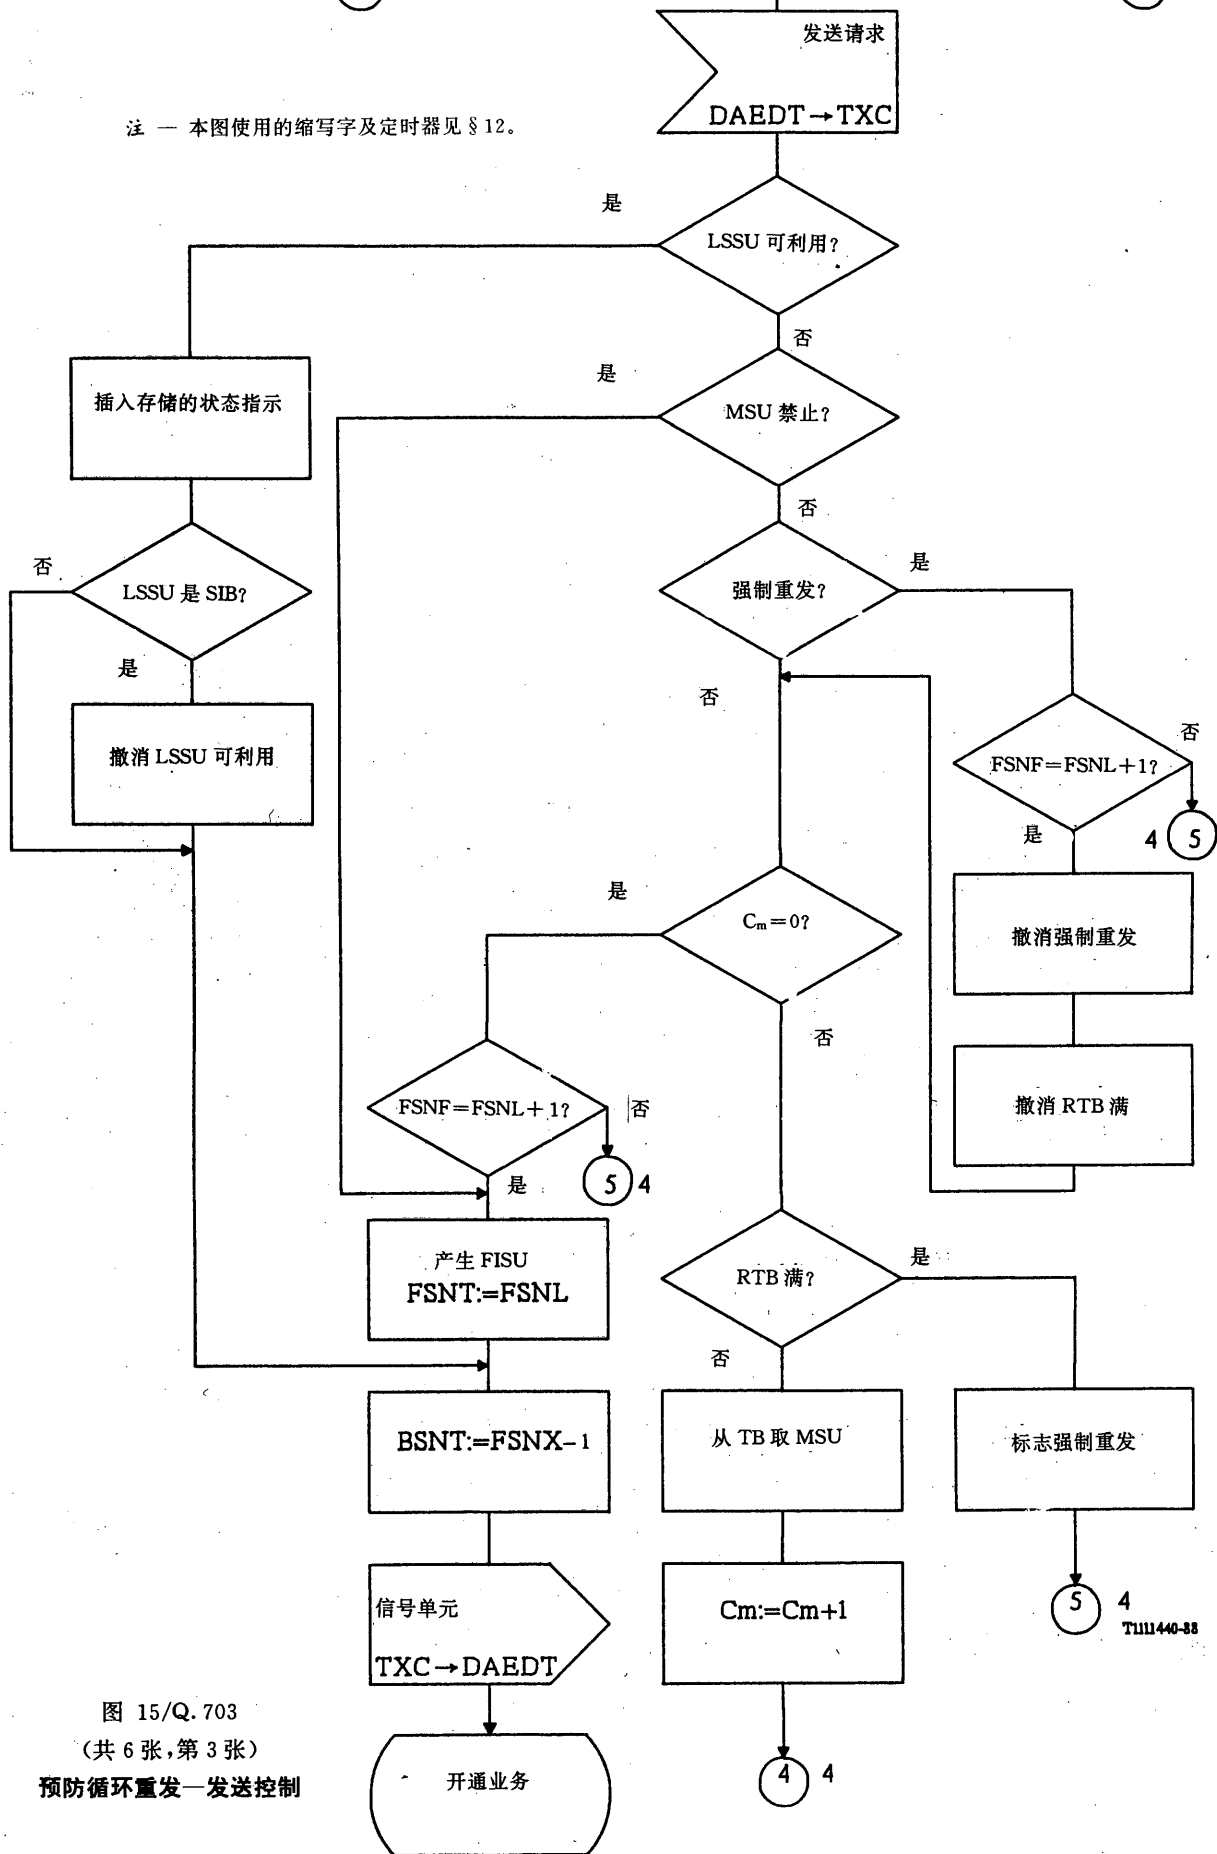 发送请求
DAEDT→TXC
注 — 本图使用的缩写字及定时器见§12。
是
LSSU 可利用?
否
是
插入存储的状态指示
MSU 禁止?
否
否
是
LSSU 是 SIB?
强制重发?
是
否
否
撤消 LSSU 可利用
FSNF=FSNL+1?
是
4
5
是
Cm=0?
撤消强制重发
否
撤消 RTB 满
FSNF=FSNL+1?
否
是
5
4
产生 FISU
FSNT:=FSNL
RTB 满?
是
否
BSNT:=FSNX-1
从 TB 取 MSU
标志强制重发
信号单元
TXC→DAEDT
Cm:=Cm+1
5
4
T1111440-88
图 15/Q.703
(共 6 张,第 3 张)
预防循环重发—发送控制
开通业务
4
4